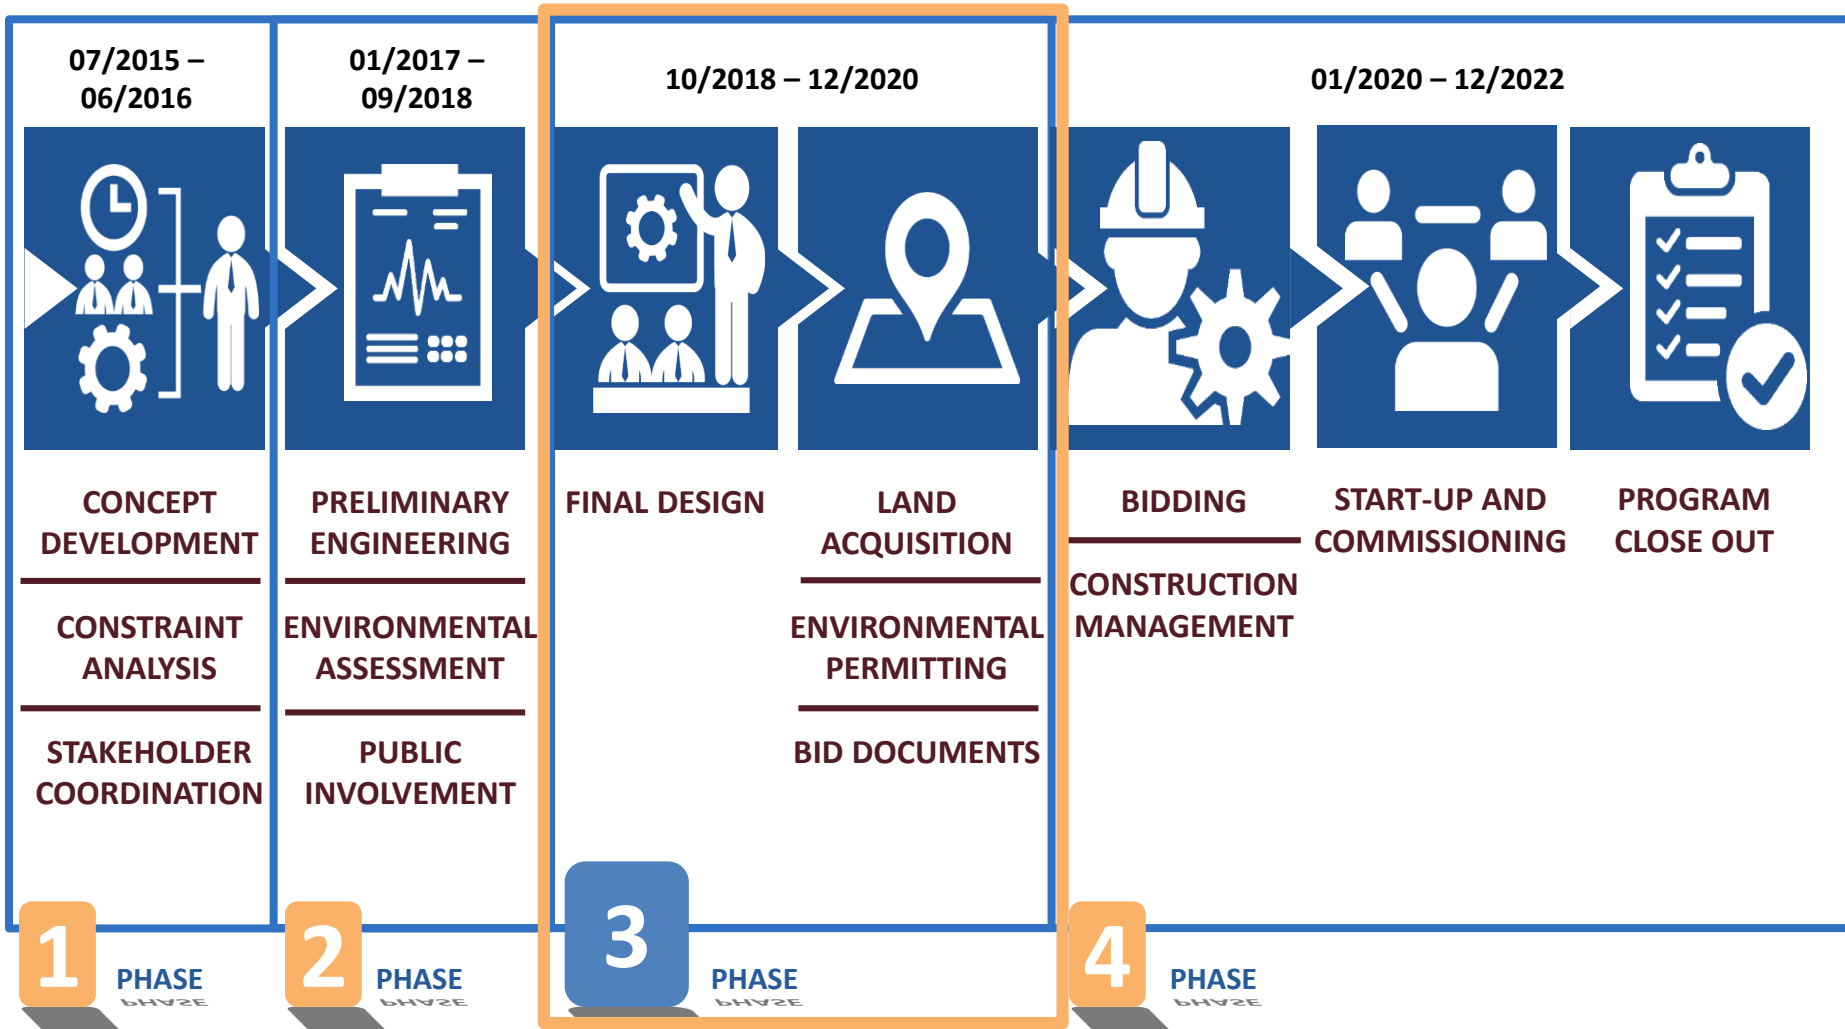 07/2015 –
06/2016
CONCEPT
DEVELOPMENT
CONSTRAINT
ANALYSIS
STAKEHOLDER
COORDINATION
1
PHASE
01/2017 –
09/2018
PRELIMINARY
ENGINEERING
ENVIRONMENTAL
ASSESSMENT
PUBLIC
INVOLVEMENT
2
PHASE
10/2018 – 12/2020
FINAL DESIGN
LAND
ACQUISITION
ENVIRONMENTAL
PERMITTING
BID DOCUMENTS
3
PHASE
01/2020 – 12/2022
BIDDING
CONSTRUCTION
MANAGEMENT
START-UP AND
COMMISSIONING
PROGRAM
CLOSE OUT
4
PHASE